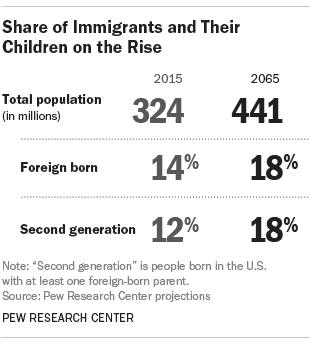 Share of Immigrants and Their
Children on the Rise
2015 2065
Total population
(in millions) 324 441
Foreign born 14% 18%
Second generation 12% 18%
Note: “Second generation” is people born in the U.S.
with at least one foreign-born parent.
Source: Pew Research Center projections
PEW RESEARCH CENTER